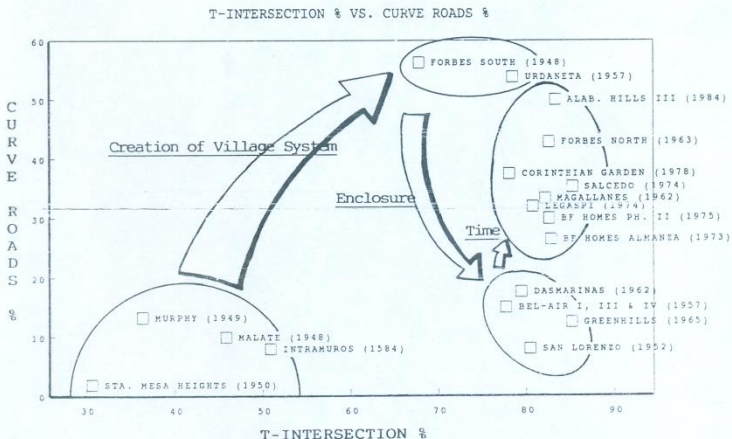 T-INTERSECTION % VS. CURVE ROADS %
60
50
40
30
20
10
0
CURVE ROADS %
FORBES SOUTH (1948)
URDANETA (1957)
ALAB. HILLS III (1984)
FORBES NORTH (1963)
Creation of Village System
CORINTHIAN GARDEN (1978)
SALCEDO (1974)
Enclosure
MAGALLANES (1962)
LEGASPI (1974)
BF HOMES PH. II (1975)
Time
BF HOMES ALMANZA (1973)
DASMARINAS (1962)
BEL-AIR I, III & IV (1957)
MURPHY (1949)
GREENHILLS (1965)
MALATE (1948)
INTRAMUROS (1584)
SAN LORENZO (1952)
STA. MESA HEIGHTS (1950)
30 40 50 60 70 80 90
T-INTERSECTION %